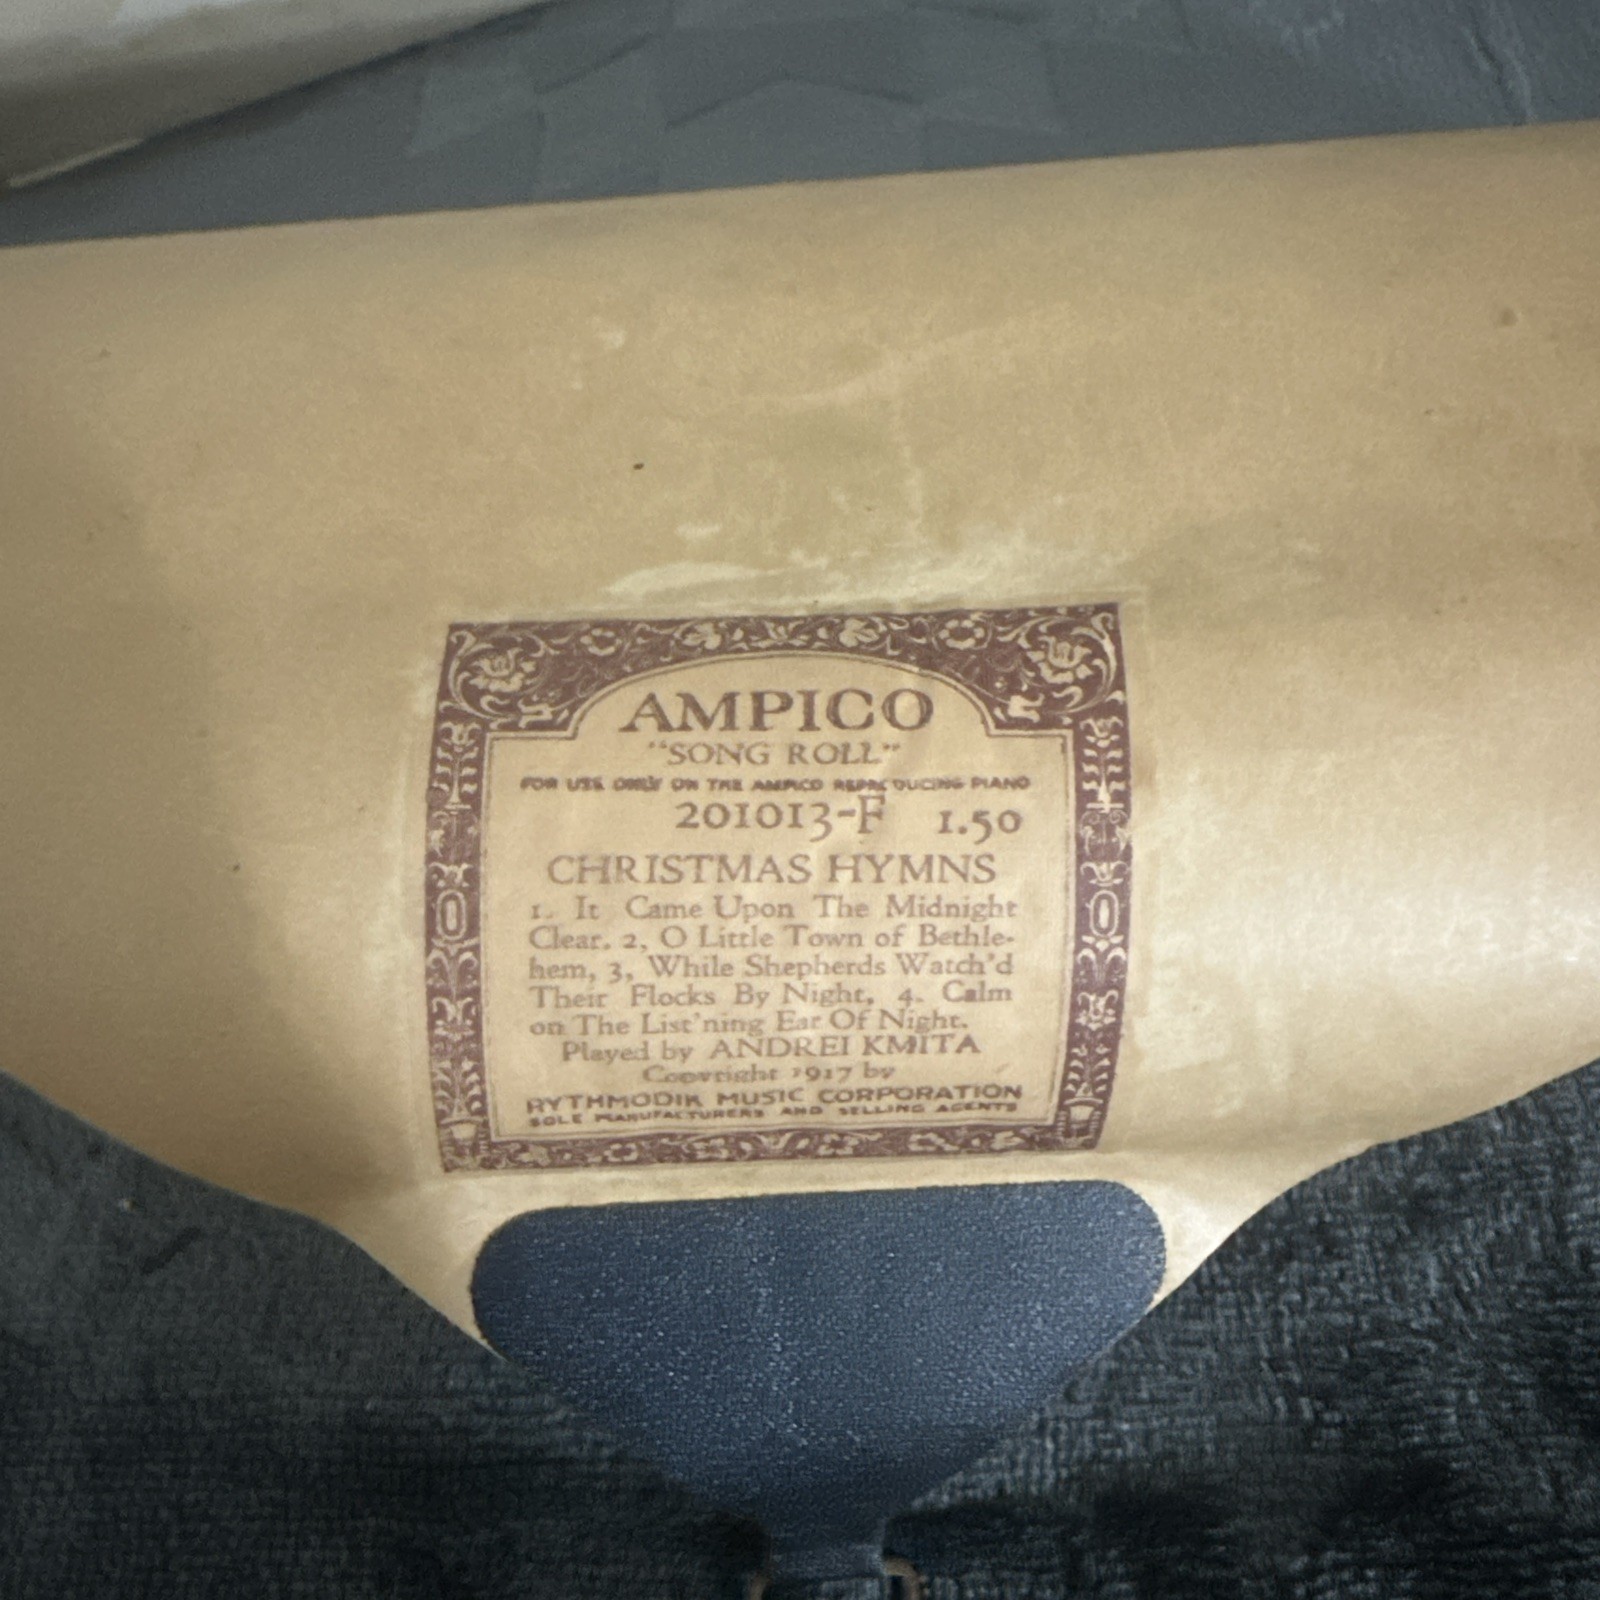 AMPICO
"SONG ROLL"
FOR USE ONLY ON THE AMPICO REPRODUCING PIANO
201013-F 1.50
CHRISTMAS HYMNS
1. It Came Upon The Midnight
Clear. 2, O Little Town of Bethle-
hem, 3, While Shepherds Watch'd
Their Flocks By Night, 4. Calm
on The List'ning Ear Of Night.
Played by ANDREI KMITA
Copyright 1917 by
RYTHMODIK MUSIC CORPORATION
SOLE MANUFACTURERS AND SELLING AGENTS